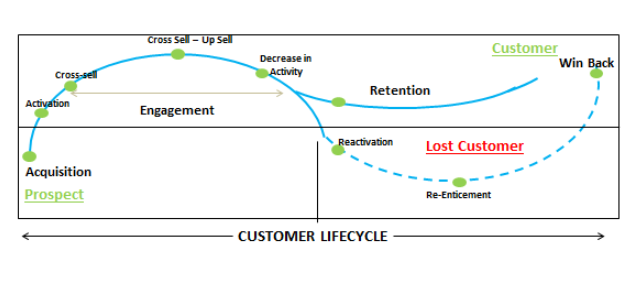 Cross Sell – Up Sell
Customer
Decrease in
Activity
Win Back
Cross-sell
Retention
Activation
Engagement
Reactivation
Lost Customer
Acquisition
Prospect
Re-Enticement
CUSTOMER LIFECYCLE